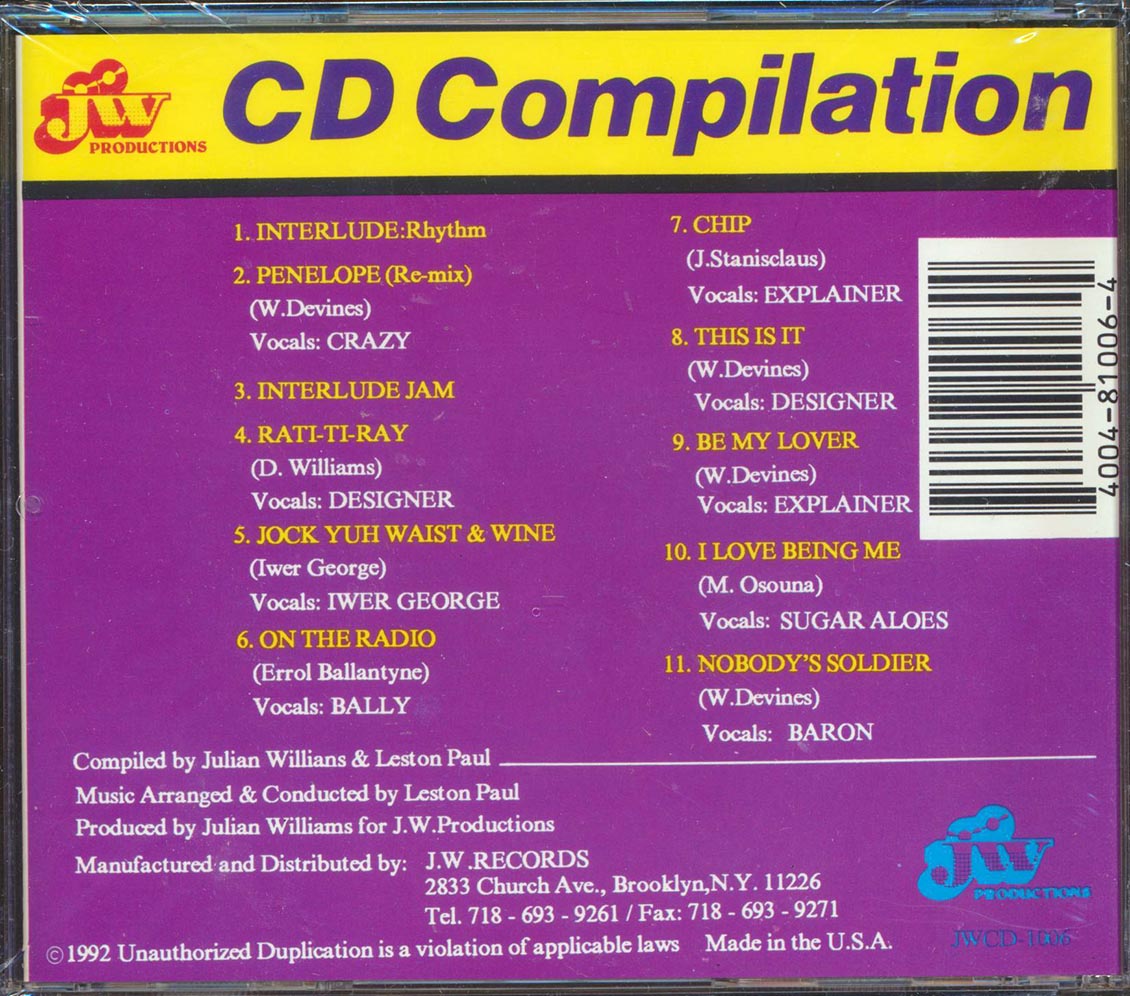 JW
PRODUCTIONS
CD Compilation
1. INTERLUDE:Rhythm
2. PENELOPE (Re-mix)
(W.Devines)
Vocals: CRAZY
3. INTERLUDE JAM
4. RATI-TI-RAY
(D. Williams)
Vocals: DESIGNER
5. JOCK YUH WAIST & WINE
(Iwer George)
Vocals: IWER GEORGE
6. ON THE RADIO
(Errol Ballantyne)
Vocals: BALLY
7. CHIP
(J.Stanisclaus)
Vocals: EXPLAINER
8. THIS IS IT
(W.Devines)
Vocals: DESIGNER
9. BE MY LOVER
(W.Devines)
Vocals: EXPLAINER
10. I LOVE BEING ME
(M. Osouna)
Vocals: SUGAR ALOES
11. NOBODY'S SOLDIER
(W.Devines)
Vocals: BARON
4004-81006-4
Compiled by Julian Willians & Leston Paul
Music Arranged & Conducted by Leston Paul
Produced by Julian Williams for J.W.Productions
Manufactured and Distributed by: J.W.RECORDS
2833 Church Ave., Brooklyn,N.Y. 11226
Tel. 718 - 693 - 9261 / Fax: 718 - 693 - 9271
©1992 Unauthorized Duplication is a violation of applicable laws Made in the U.S.A.
JW
PRODUCTIONS
JWCD-1006